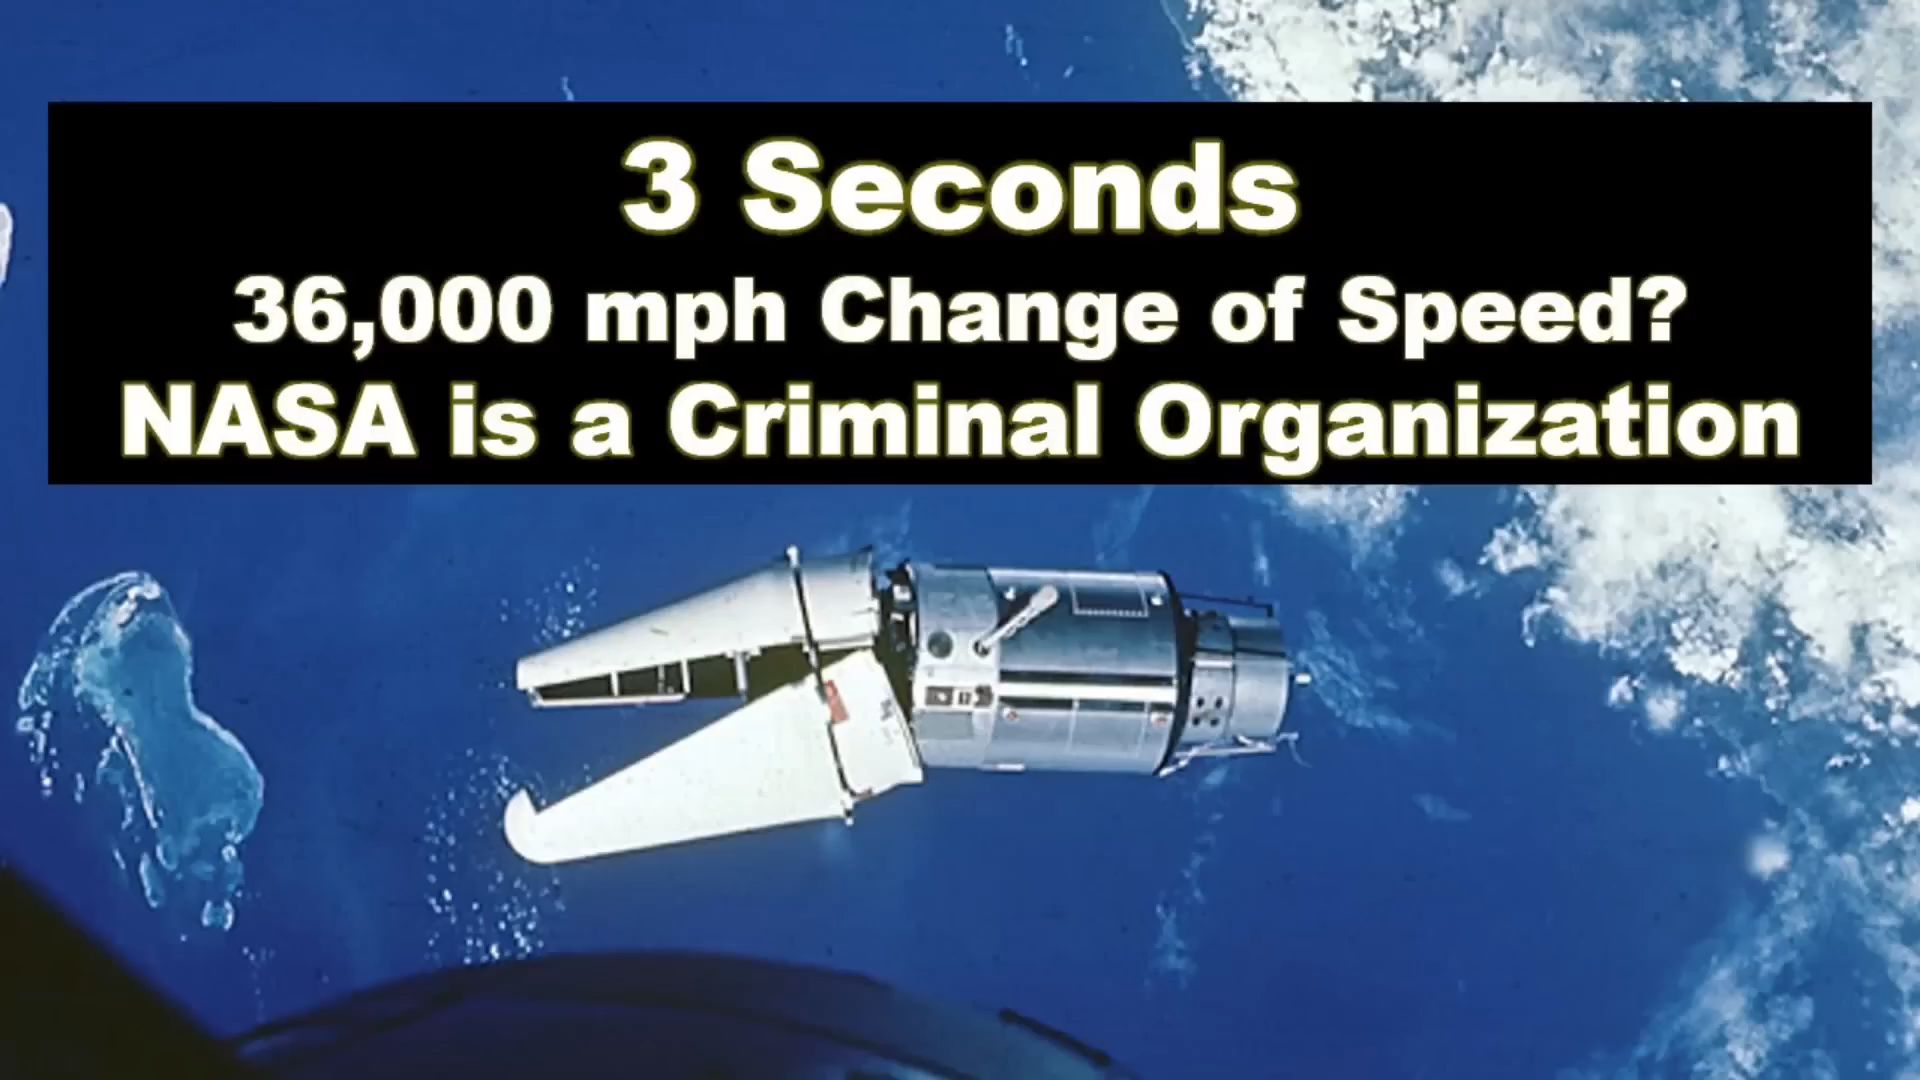 3 Seconds
36,000 mph Change of Speed?
NASA is a Criminal Organization